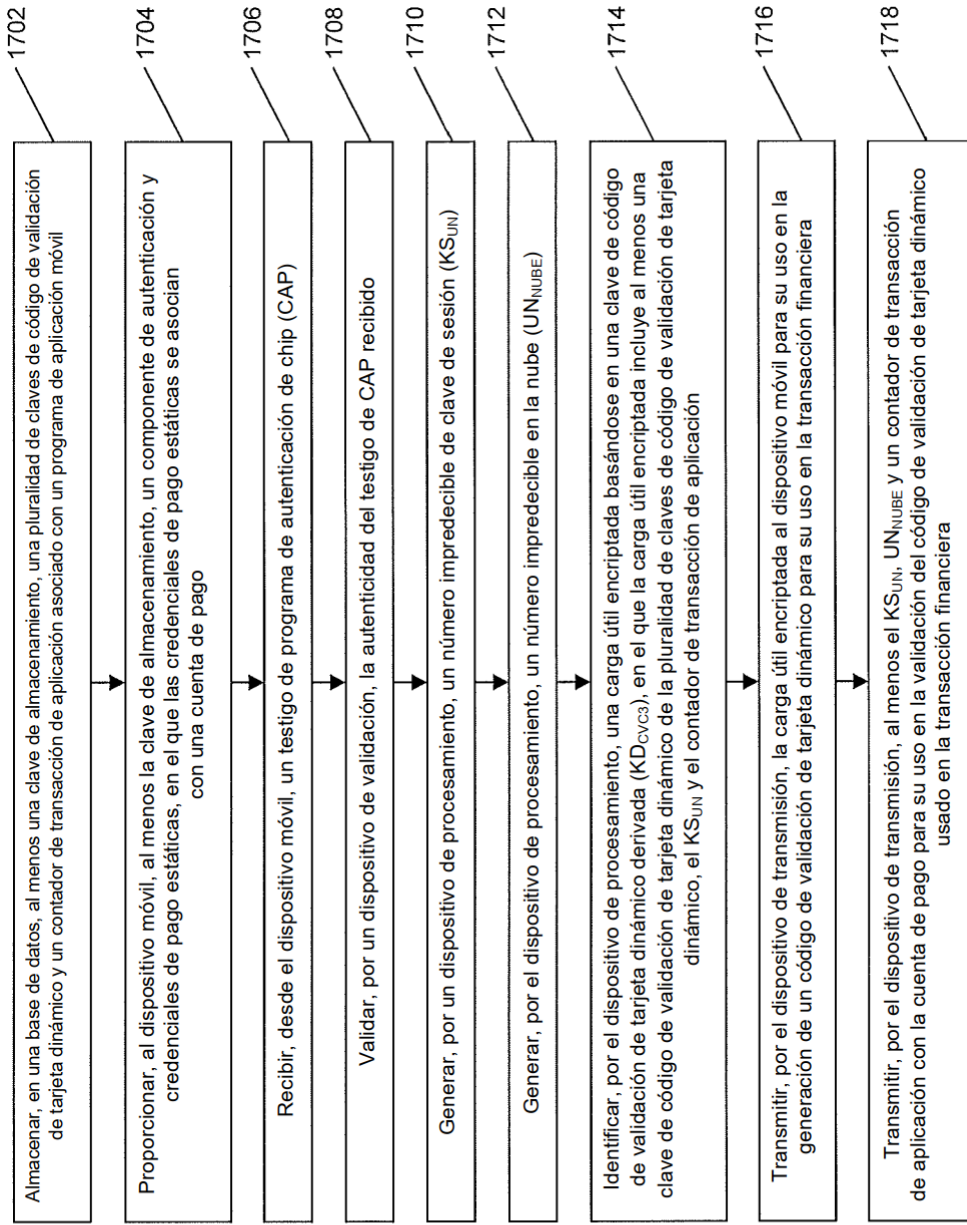 1702
Almacenar, en una base de datos, al menos una clave de almacenamiento, una pluralidad de claves de código de validación
de tarjeta dinámico y un contador de transacción de aplicación asociado con un programa de aplicación móvil
1704
Proporcionar, al dispositivo móvil, al menos la clave de almacenamiento, un componente de autenticación y
credenciales de pago estáticas, en el que las credenciales de pago estáticas se asocian
con una cuenta de pago
1706
Recibir, desde el dispositivo móvil, un testigo de programa de autenticación de chip (CAP)
1708
Validar, por un dispositivo de validación, la autenticidad del testigo de CAP recibido
1710
Generar, por un dispositivo de procesamiento, un número impredecible de clave de sesión (KSUN)
1712
Generar, por el dispositivo de procesamiento, un número impredecible en la nube (UNNUBE)
1714
Identificar, por el dispositivo de procesamiento, una carga útil encriptada basándose en una clave de código
de validación de tarjeta dinámico derivada (KDCVC3), en el que la carga útil encriptada incluye al menos una
clave de código de validación de tarjeta dinámico de la pluralidad de claves de código de validación de tarjeta
dinámico, el KSUN y el contador de transacción de aplicación
1716
Transmitir, por el dispositivo de transmisión, la carga útil encriptada al dispositivo móvil para su uso en la
generación de un código de validación de tarjeta dinámico para su uso en la transacción financiera
1718
Transmitir, por el dispositivo de transmisión, al menos el KSUN, UNNUBE y un contador de transacción
de aplicación con la cuenta de pago para su uso en la validación del código de validación de tarjeta dinámico
usado en la transacción financiera